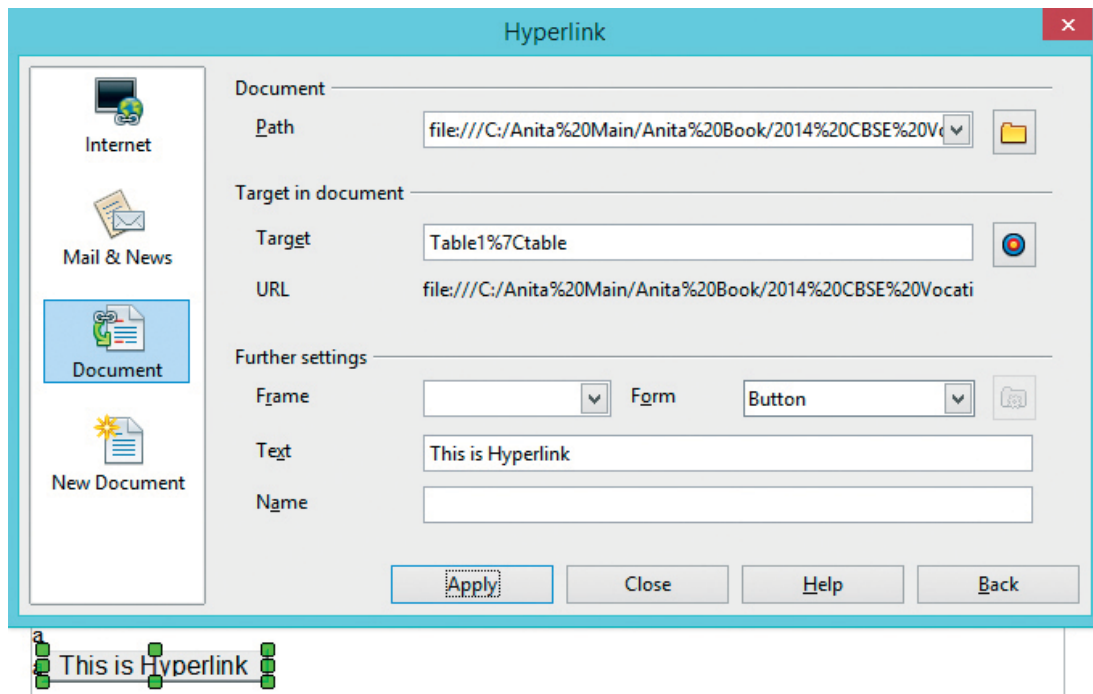 Hyperlink
Internet
Mail & News
Document
New Document
Document
Path file:///C:/Anita%20Main/Anita%20Book/2014%20CBSE%20Vo
Target in document
Target Table1%7Ctable
URL file:///C:/Anita%20Main/Anita%20Book/2014%20CBSE%20Vocati
Further settings
Frame Form Button
Text This is Hyperlink
Name
Apply Close Help Back
a
This is Hyperlink